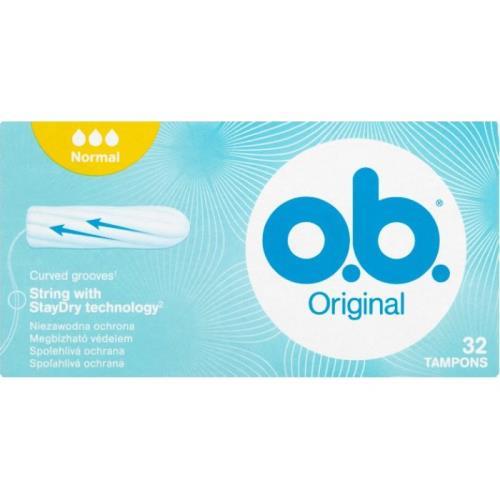 Normal
o.b.®
Original
Curved grooves¹
String with
StayDry technology²
Niezawodna ochrona
Megbízható védelem
Spolehlivá ochrana
Spoľahlivá ochrana
32
TAMPONS